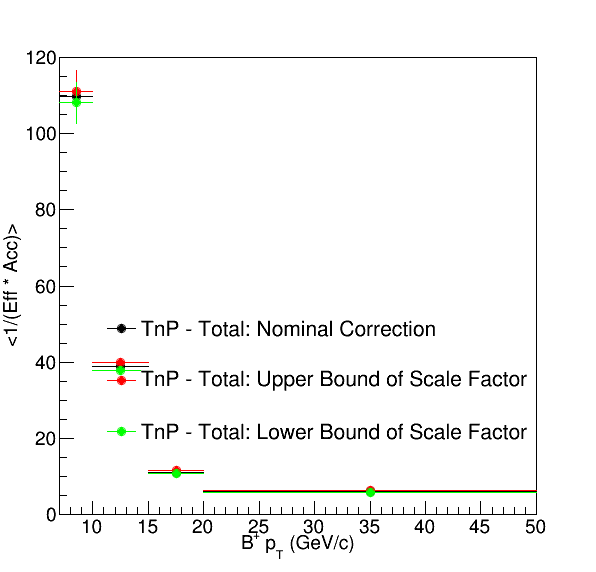 120
100
80
60
40
20
0
<1/(Eff * Acc)>
TnP - Total: Nominal Correction
TnP - Total: Upper Bound of Scale Factor
TnP - Total: Lower Bound of Scale Factor
10 15 20 25 30 35 40 45 50
B⁺ p_T (GeV/c)